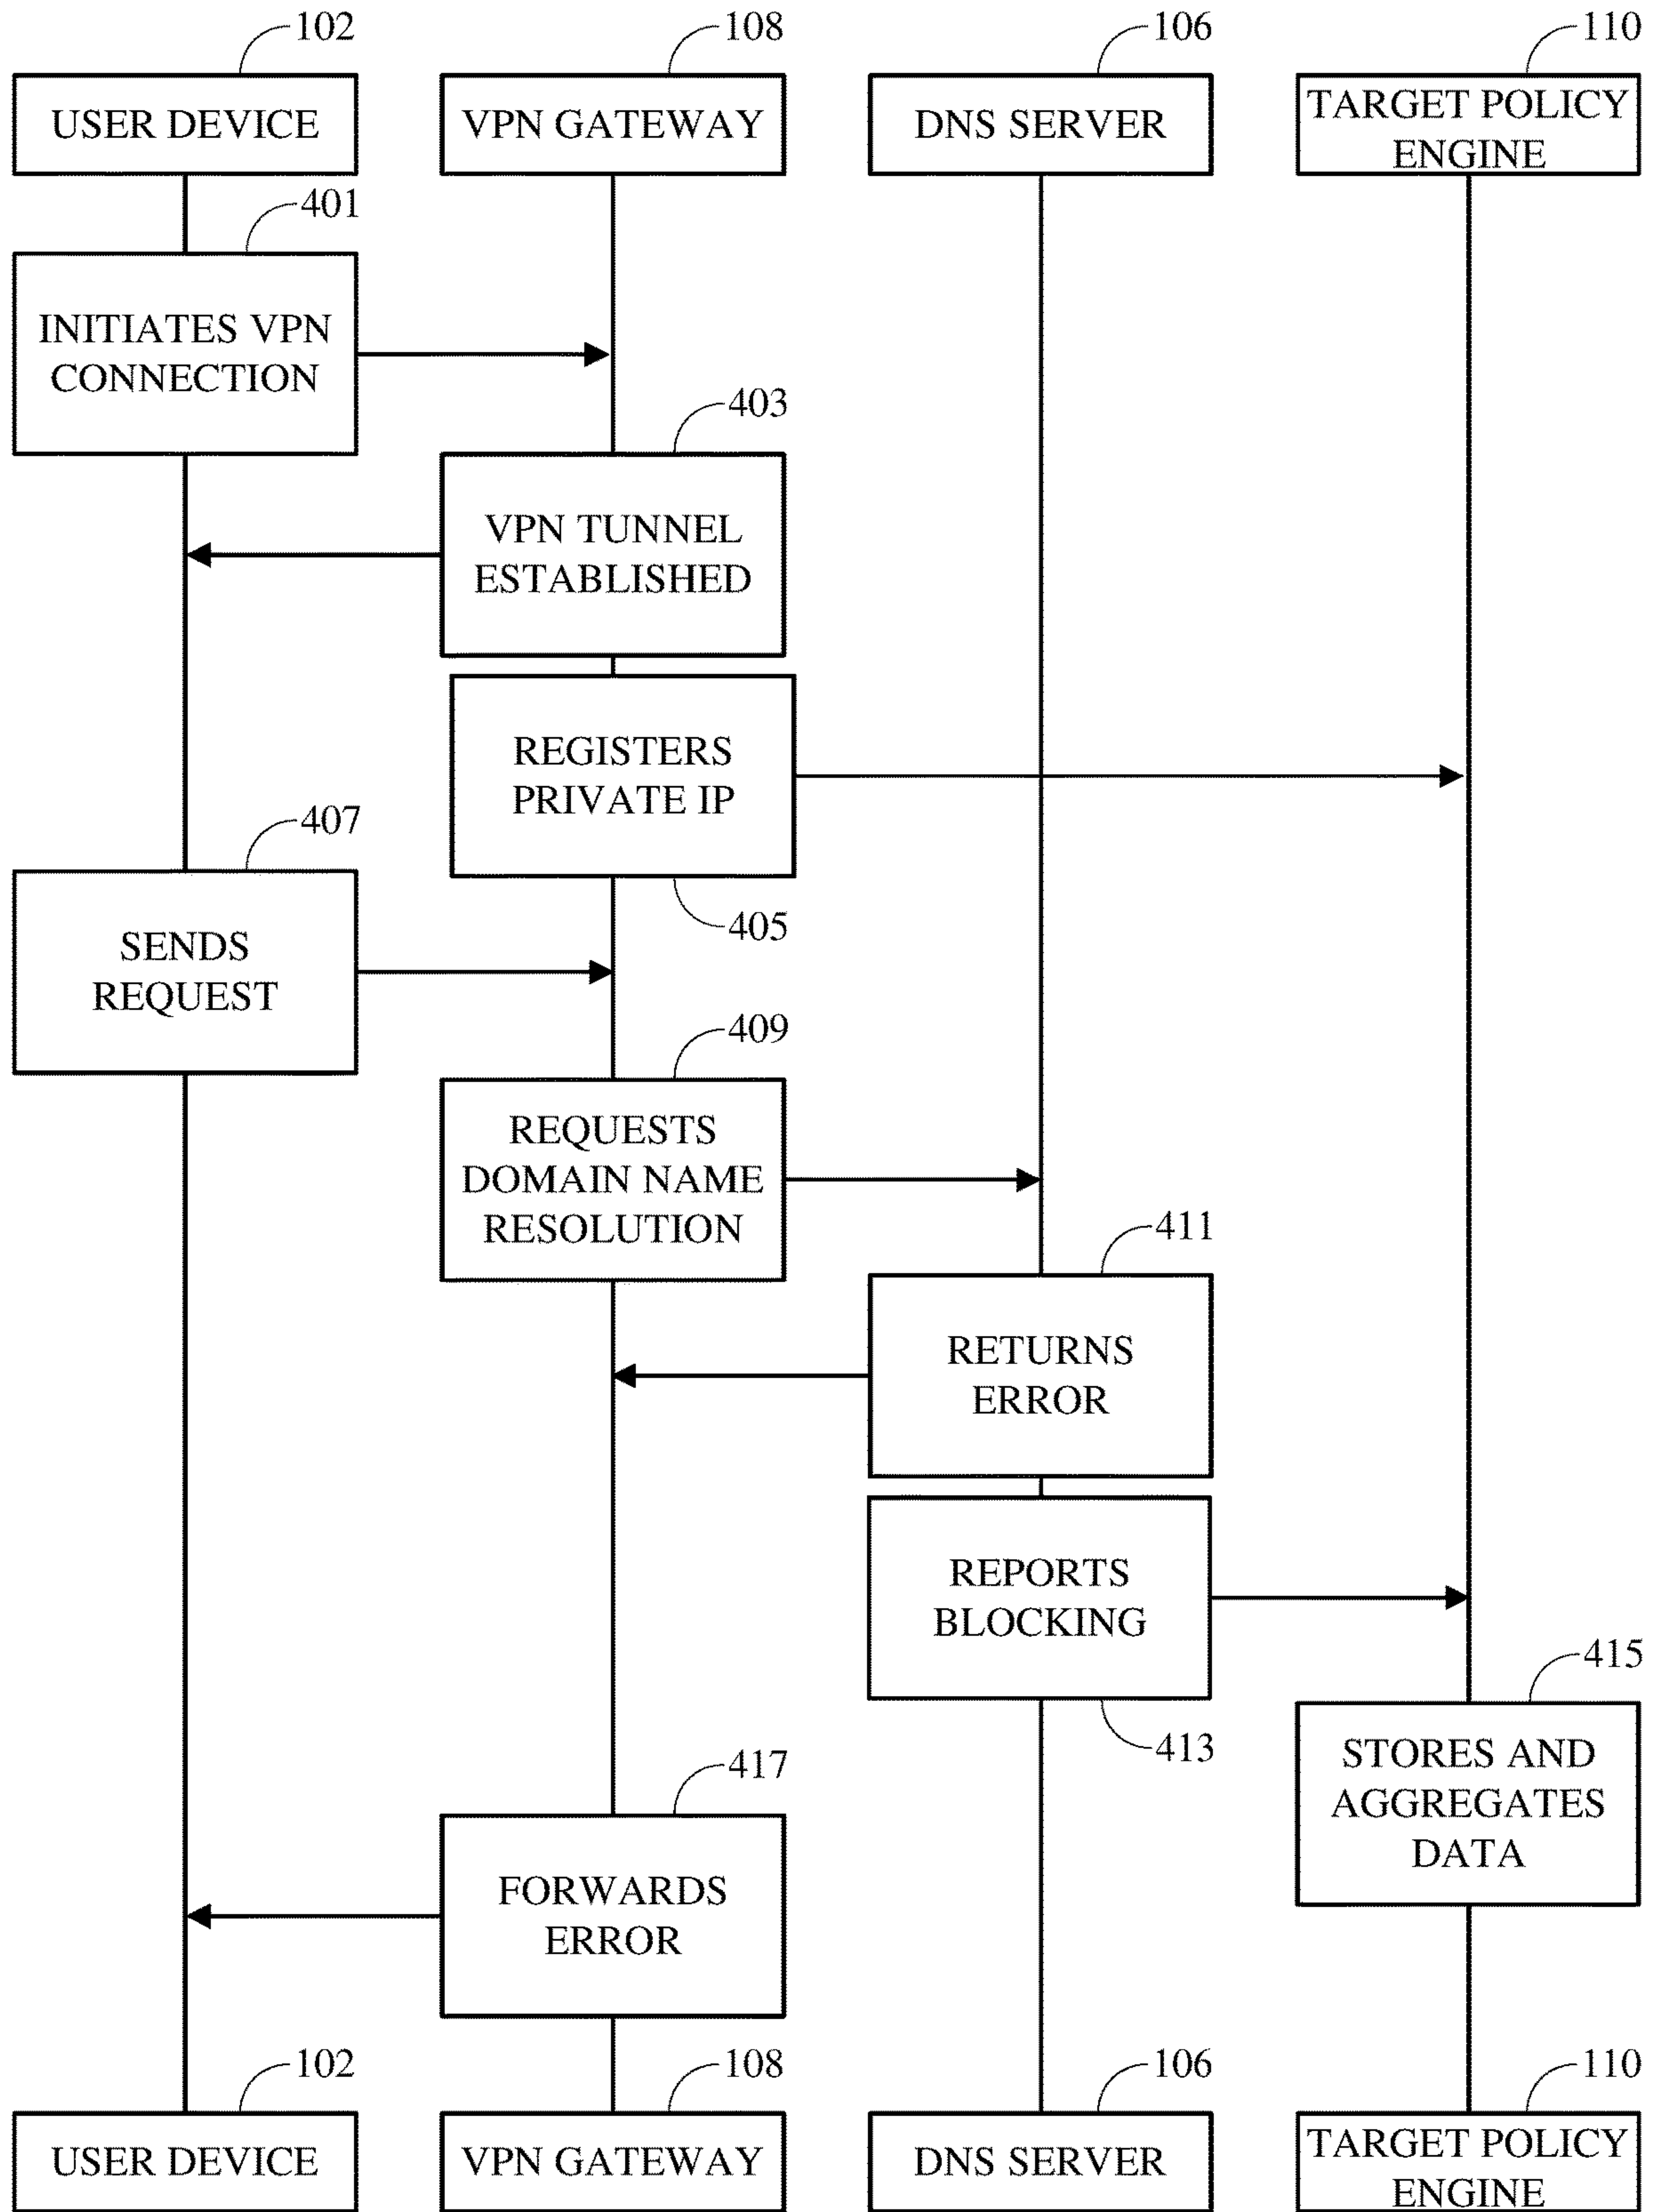 102
108
106
110
USER DEVICE
VPN GATEWAY
DNS SERVER
TARGET POLICY
ENGINE
401
INITIATES VPN
CONNECTION
403
VPN TUNNEL
ESTABLISHED
REGISTERS
PRIVATE IP
405
407
SENDS
REQUEST
409
REQUESTS
DOMAIN NAME
RESOLUTION
411
RETURNS
ERROR
REPORTS
BLOCKING
413
415
STORES AND
AGGREGATES
DATA
417
FORWARDS
ERROR
102
108
106
110
USER DEVICE
VPN GATEWAY
DNS SERVER
TARGET POLICY
ENGINE